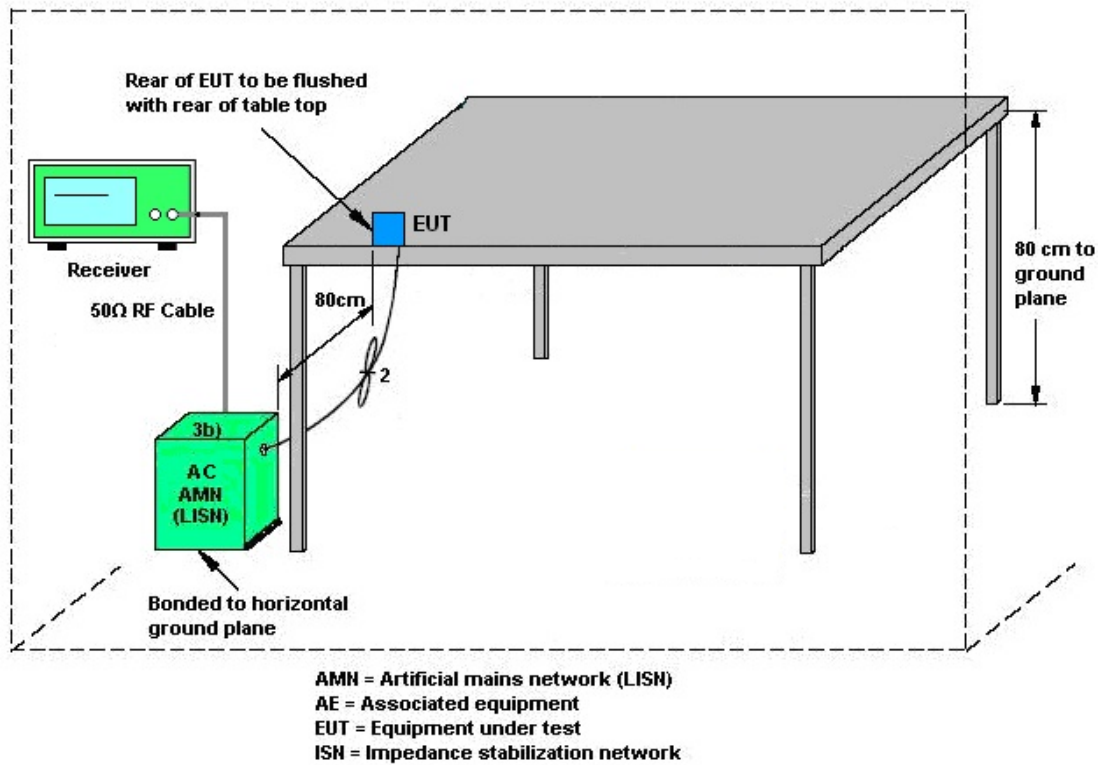 Rear of EUT to be flushed
with rear of table top
EUT
Receiver
50Ω RF Cable
80cm
80 cm to
ground
plane
2
3b)
AC
AMN
(LISN)
Bonded to horizontal
ground plane
AMN = Artificial mains network (LISN)
AE = Associated equipment
EUT = Equipment under test
ISN = Impedance stabilization network